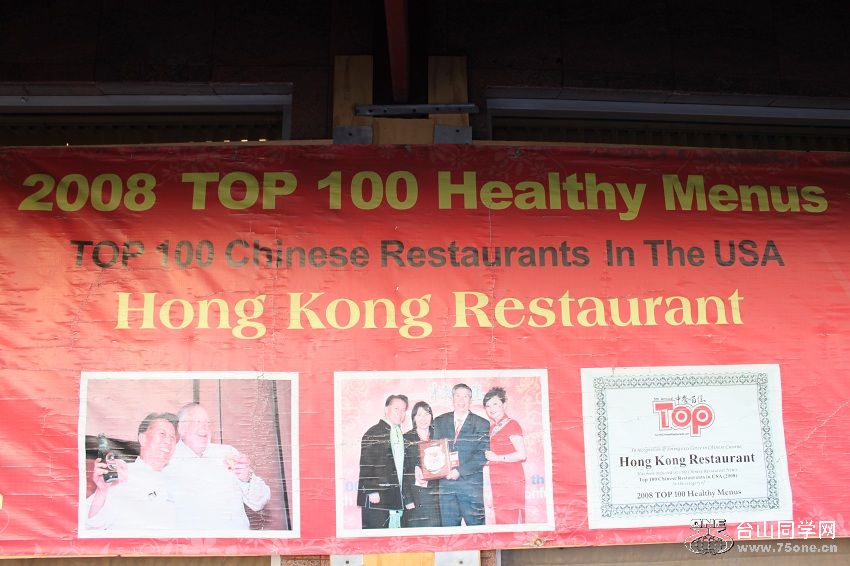 2008 TOP 100 Healthy Menus
TOP 100 Chinese Restaurants In The USA
Hong Kong Restaurant
Top
Hong Kong Restaurant
Top 100 Chinese Restaurants in USA (2008)
2008 TOP 100 Healthy Menus
ONE 台山同学网
www.75one.cn